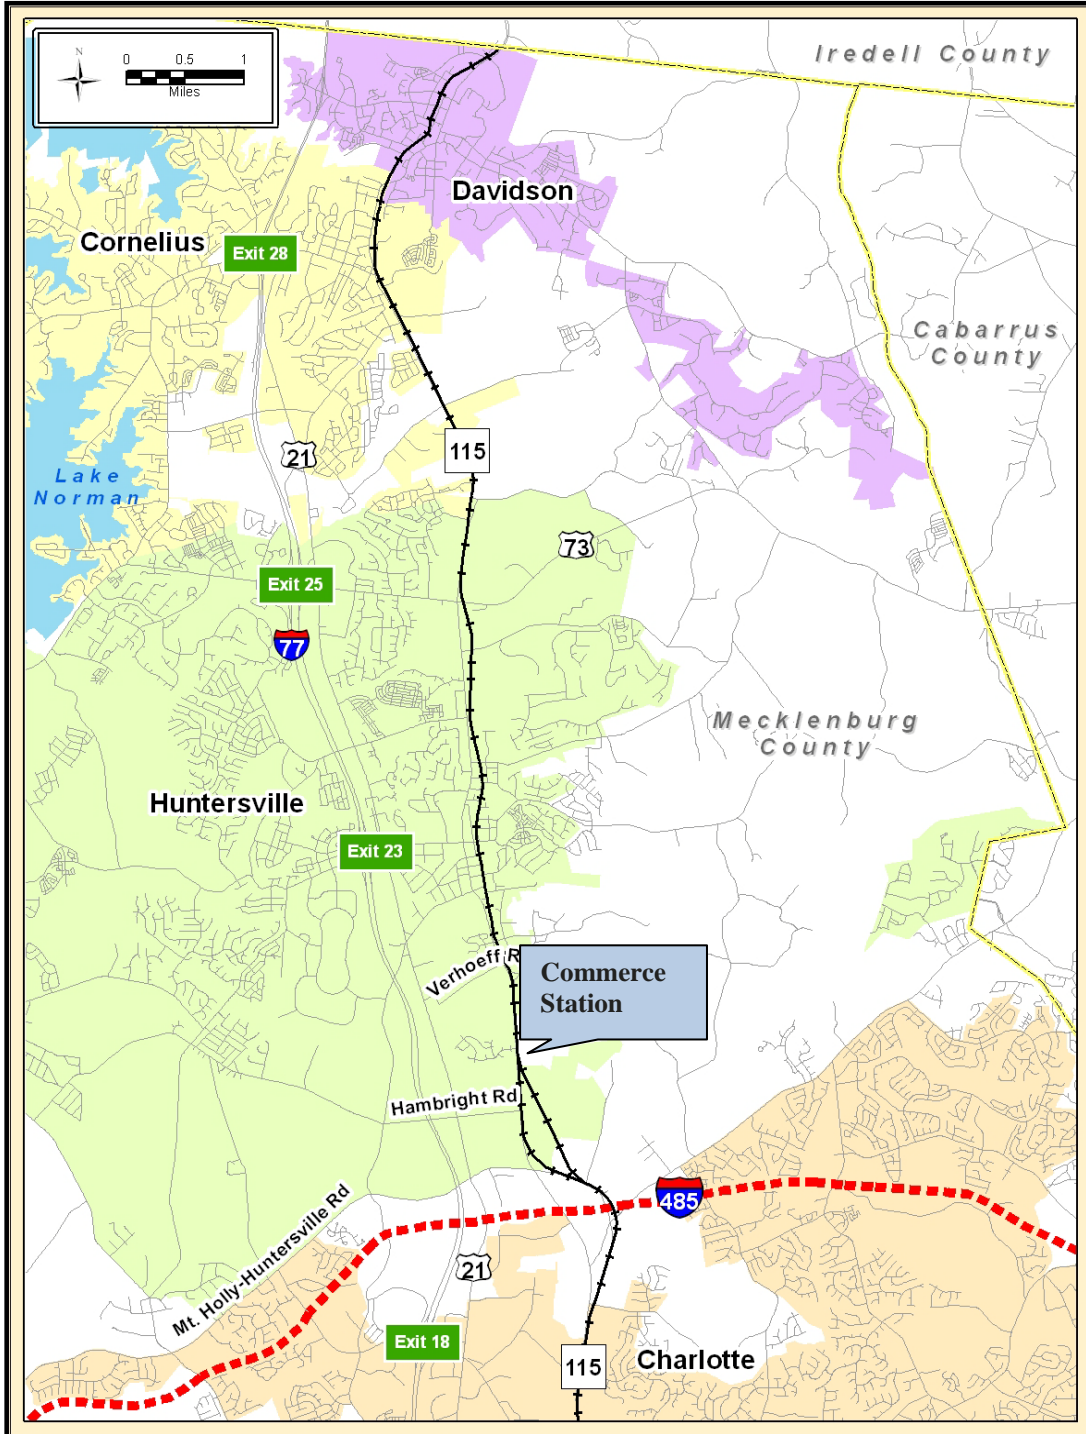 N
0 0.5 1
Miles
Iredell County
Davidson
Cornelius
Exit 28
Cabarrus
County
115
21
Lake
Norman
73
Exit 25
77
Mecklenburg
County
Huntersville
Exit 23
Verhoeff R
Commerce
Station
Hambright Rd
485
Mt. Holly-Huntersville Rd
21
Exit 18
115
Charlotte